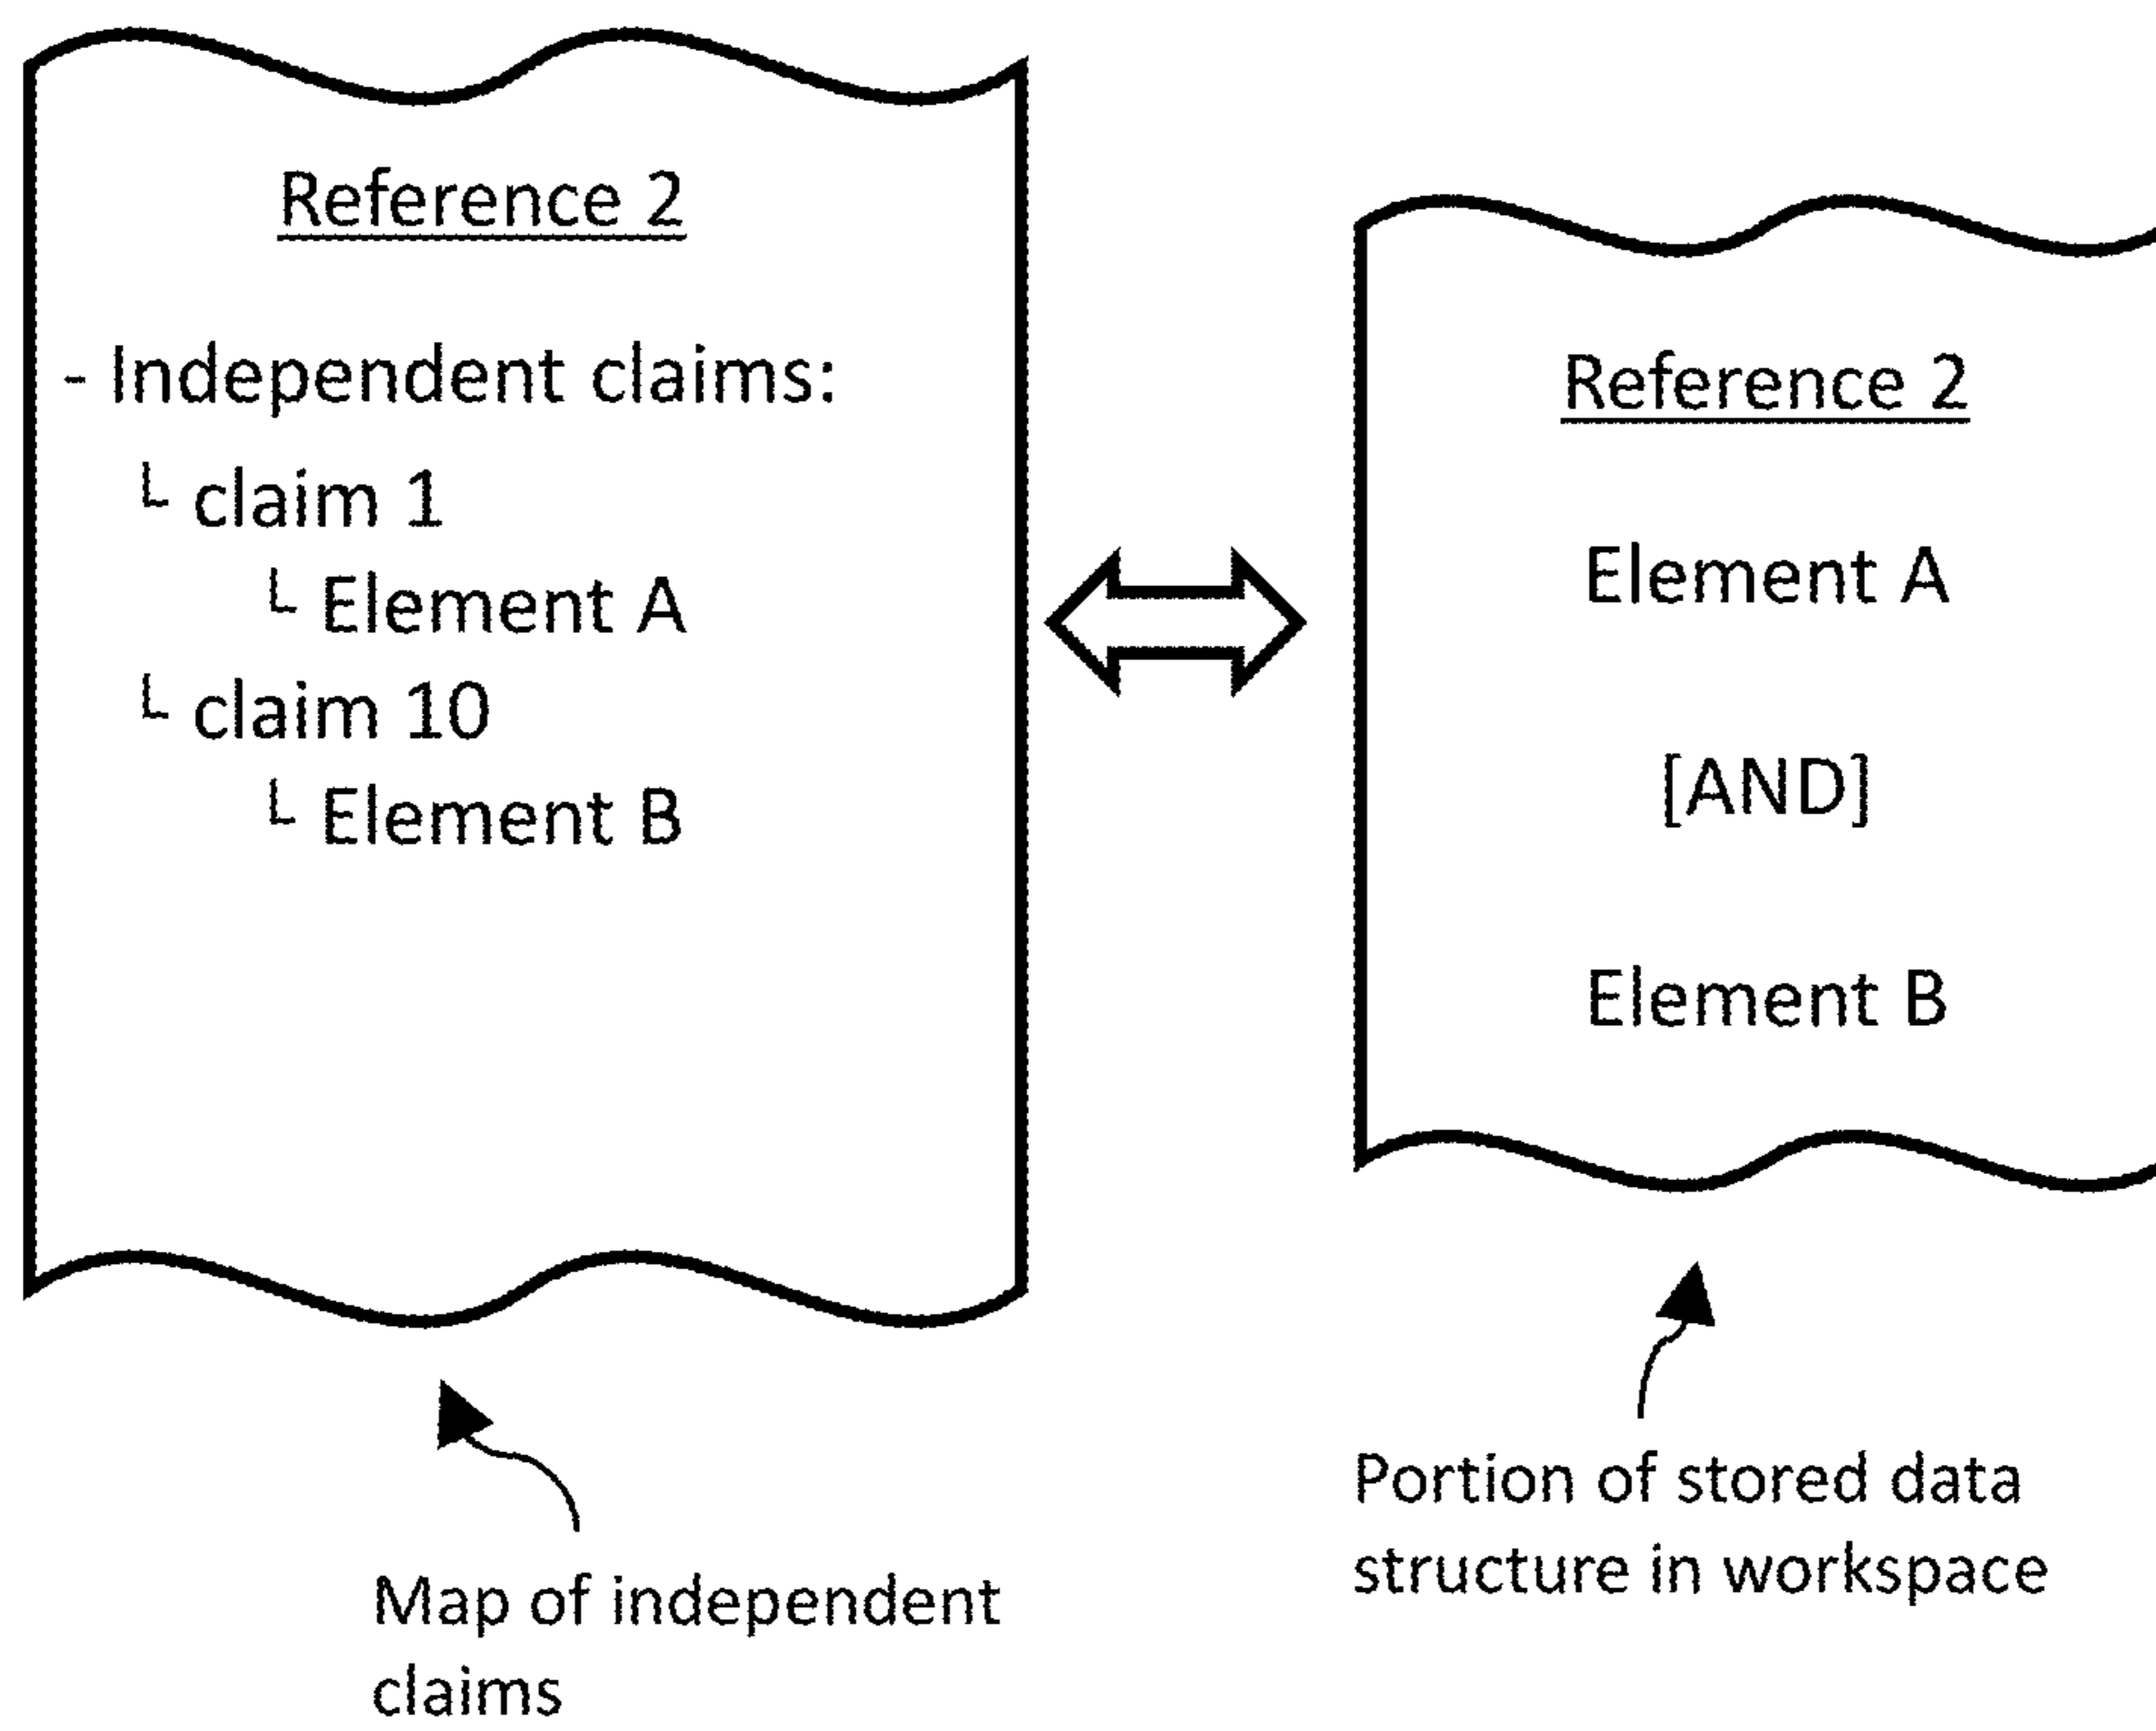 Reference 2
- Independent claims:
└ claim 1
└ Element A
└ claim 10
└ Element B
Map of independent
claims
Reference 2
Element A
[AND]
Element B
Portion of stored data
structure in workspace